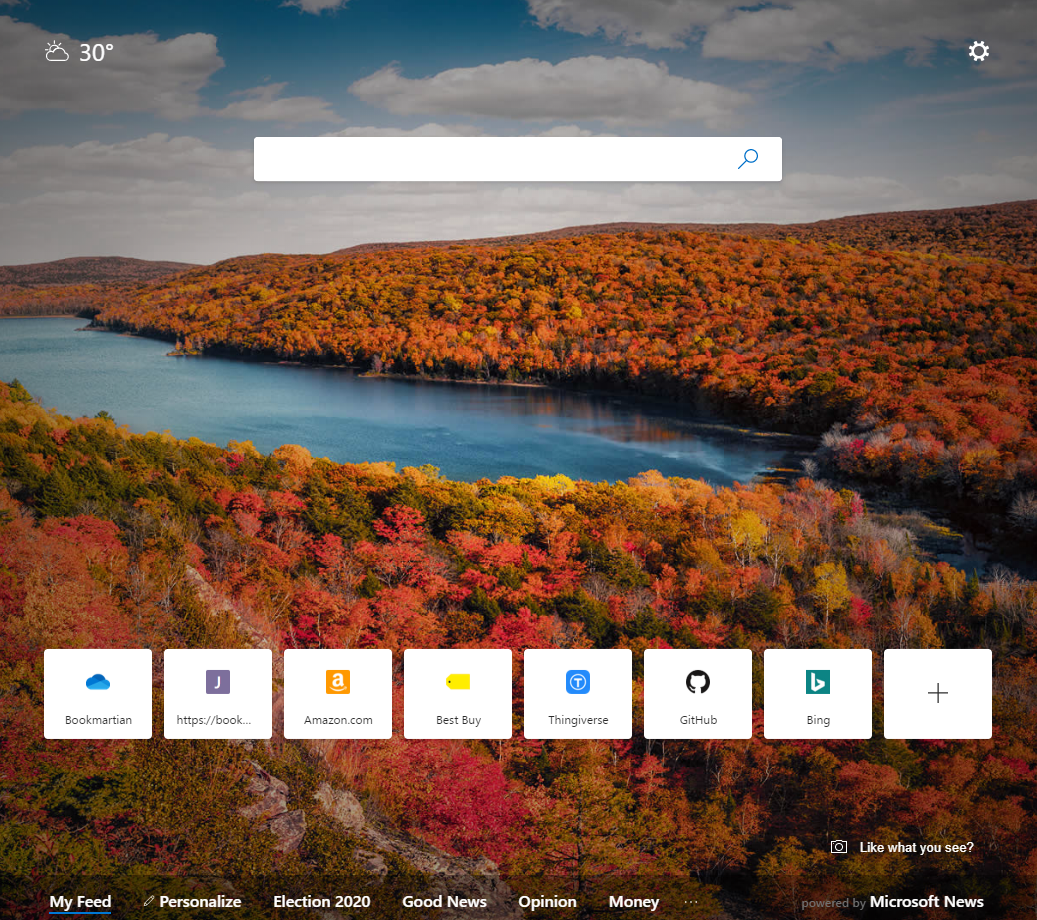 30°
Bookmartian
https://book...
Amazon.com
Best Buy
Thingiverse
GitHub
Bing
Like what you see?
My Feed Personalize Election 2020 Good News Opinion Money ... powered by Microsoft News